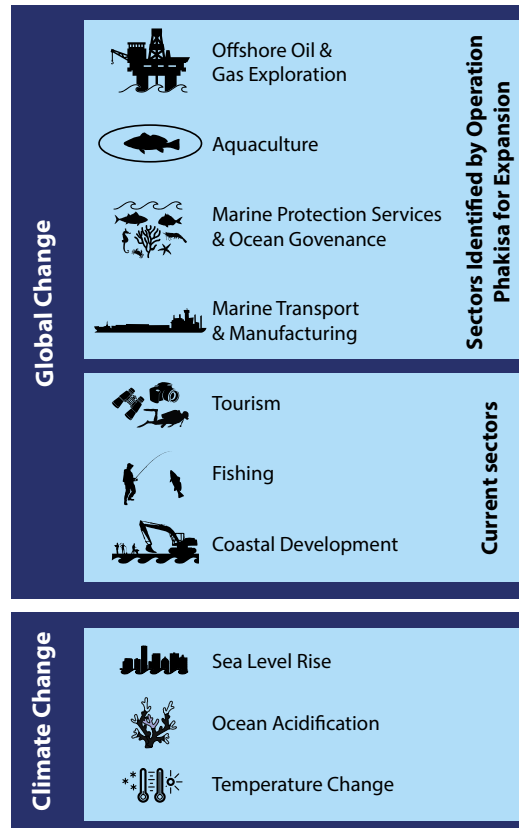 Global Change
Offshore Oil &
Gas Exploration
Aquaculture
Marine Protection Services
& Ocean Govenance
Marine Transport
& Manufacturing
Sectors Identified by Operation
Phakisa for Expansion
Tourism
Fishing
Coastal Development
Current sectors
Climate Change
Sea Level Rise
Ocean Acidification
Temperature Change